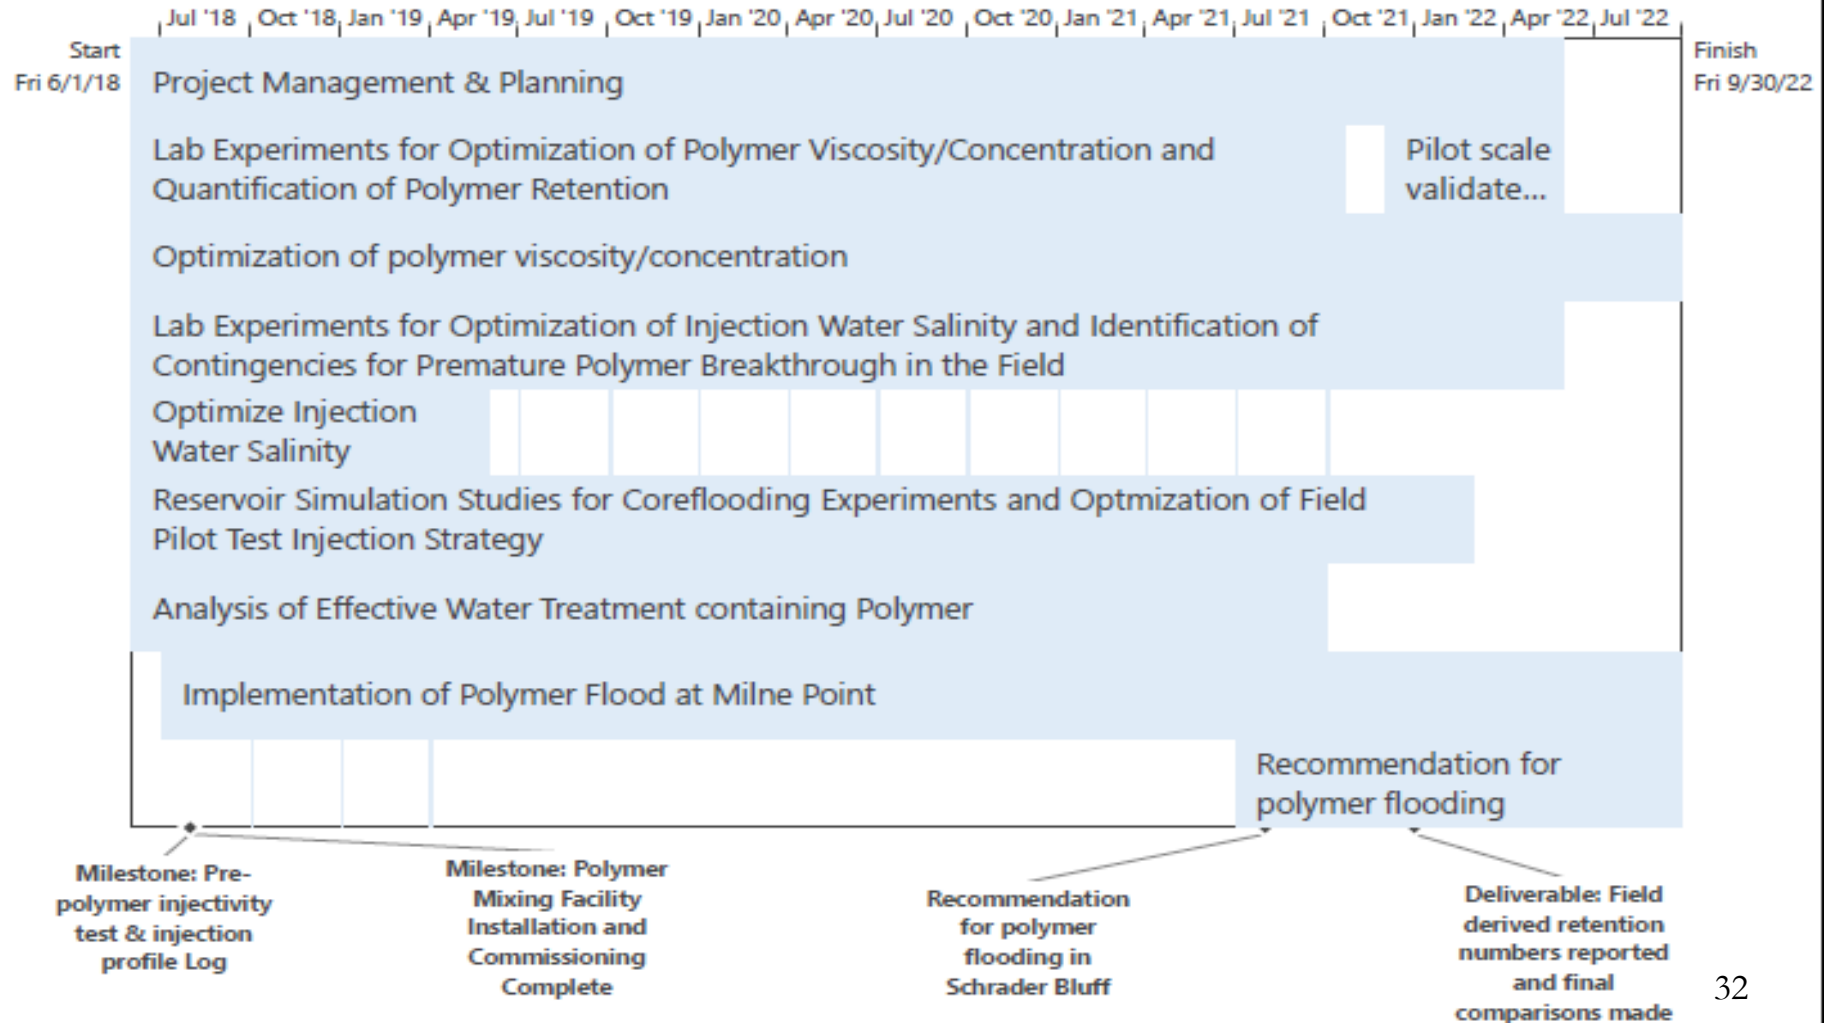 Jul '18 Oct '18 Jan '19 Apr '19 Jul '19 Oct '19 Jan '20 Apr '20 Jul '20 Oct '20 Jan '21 Apr '21 Jul '21 Oct '21 Jan '22 Apr '22 Jul '22
Start
Fri 6/1/18
Finish
Fri 9/30/22
Project Management & Planning
Lab Experiments for Optimization of Polymer Viscosity/Concentration and
Quantification of Polymer Retention
Pilot scale
validate...
Optimization of polymer viscosity/concentration
Lab Experiments for Optimization of Injection Water Salinity and Identification of
Contingencies for Premature Polymer Breakthrough in the Field
Optimize Injection
Water Salinity
Reservoir Simulation Studies for Coreflooding Experiments and Optmization of Field
Pilot Test Injection Strategy
Analysis of Effective Water Treatment containing Polymer
Implementation of Polymer Flood at Milne Point
Recommendation for
polymer flooding
Milestone: Pre-
polymer injectivity
test & injection
profile Log
Milestone: Polymer
Mixing Facility
Installation and
Commissioning
Complete
Recommendation
for polymer
flooding in
Schrader Bluff
Deliverable: Field
derived retention
numbers reported
and final
comparisons made
32